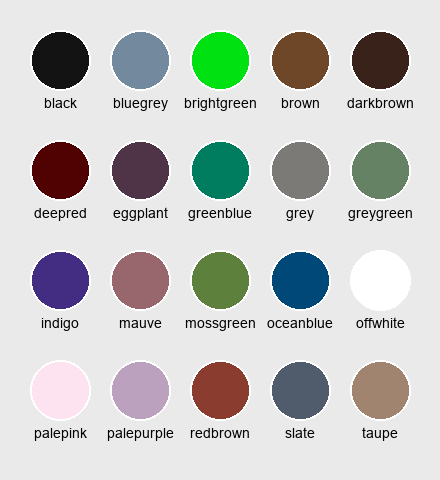 black bluegrey brightgreen brown darkbrown
deepred eggplant greenblue grey greygreen
indigo mauve mossgreen oceanblue offwhite
palepink palepurple redbrown slate taupe